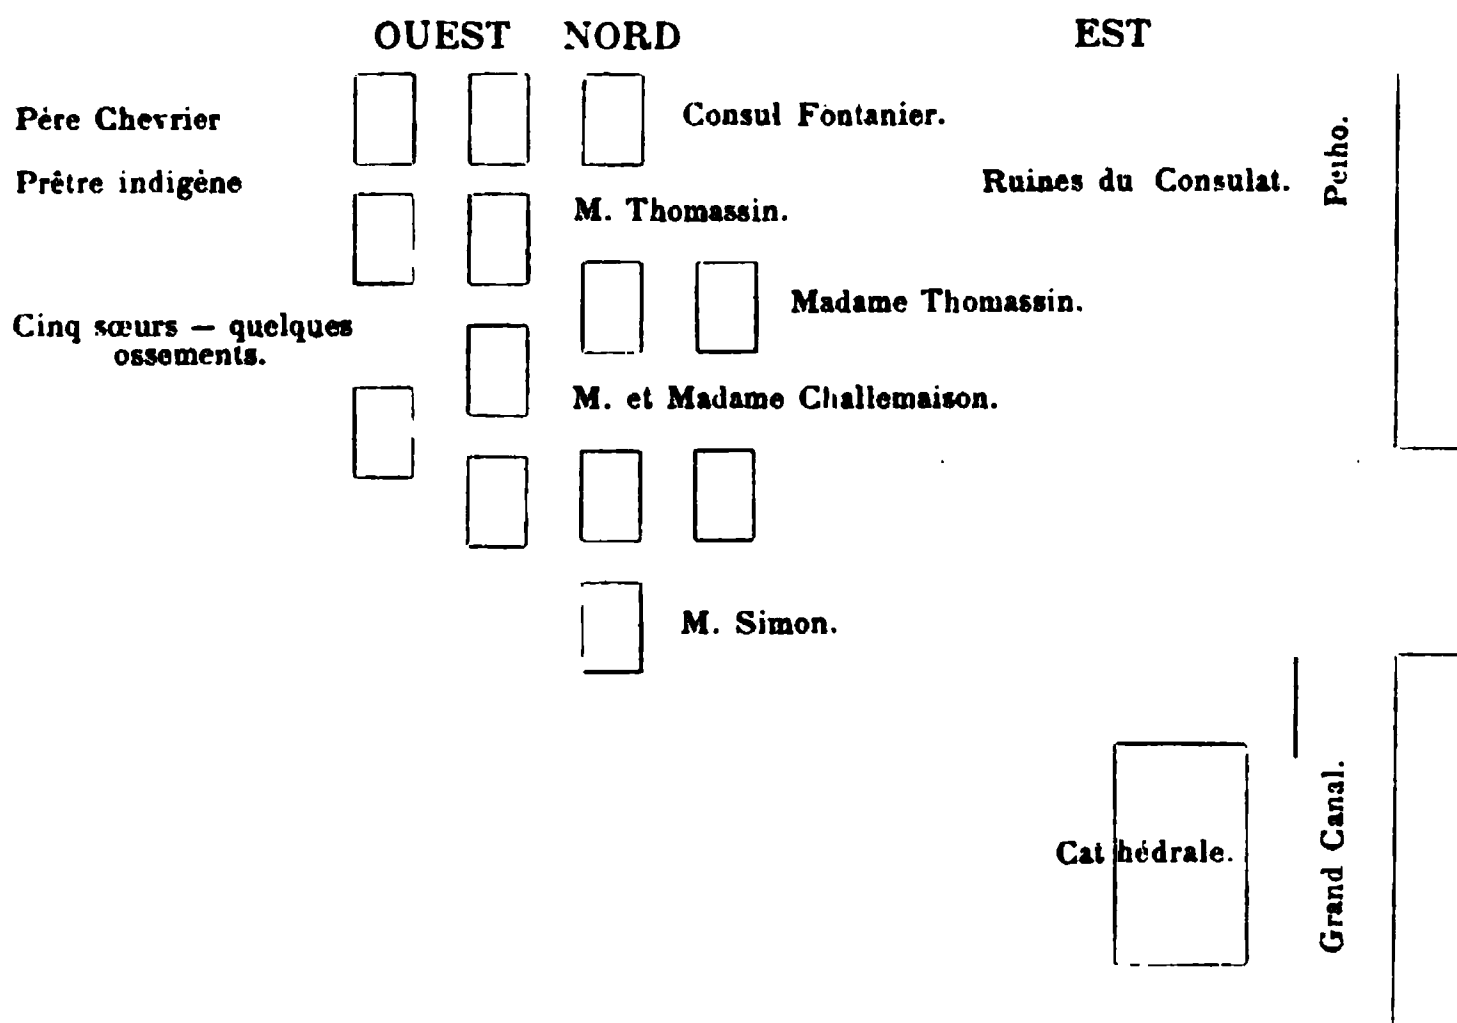 OUEST NORD EST
Père Chevrier
Consul Fontanier.
Prêtre indigène
Ruines du Consulat.
Peiho.
M. Thomassin.
Madame Thomassin.
Cinq sœurs — quelques
ossements.
M. et Madame Challemaison.
M. Simon.
Cathédrale.
Grand Canal.